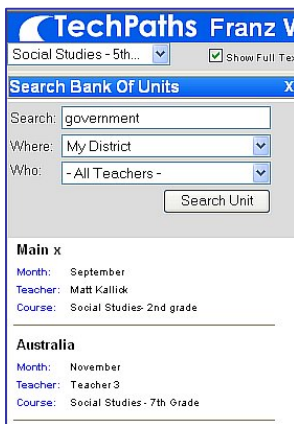 TechPaths Franz W
Social Studies - 5th... Show Full Tex
Search Bank Of Units X
Search: government
Where: My District
Who: - All Teachers -
Search Unit
Main x
Month: September
Teacher: Matt Kallick
Course: Social Studies- 2nd grade
Australia
Month: November
Teacher: Teacher 3
Course: Social Studies - 7th Grade